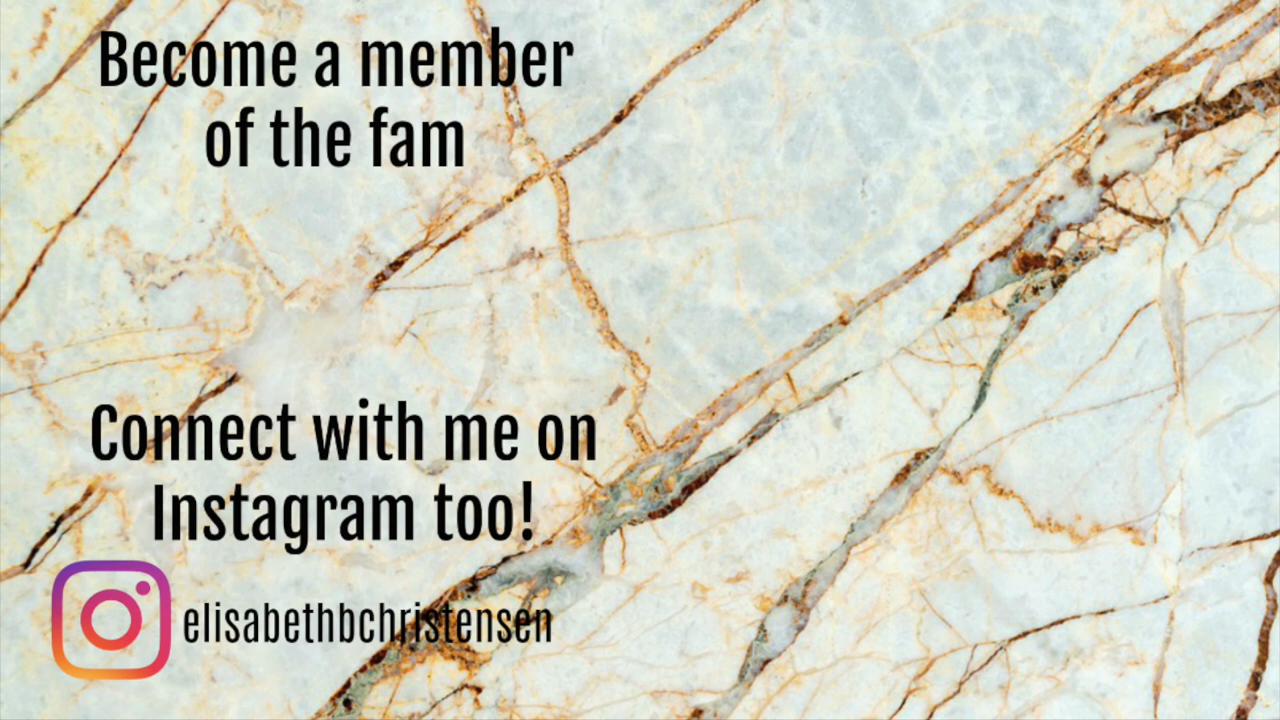 Become a member
of the fam
Connect with me on
Instagram too!
elisabethbchristensen